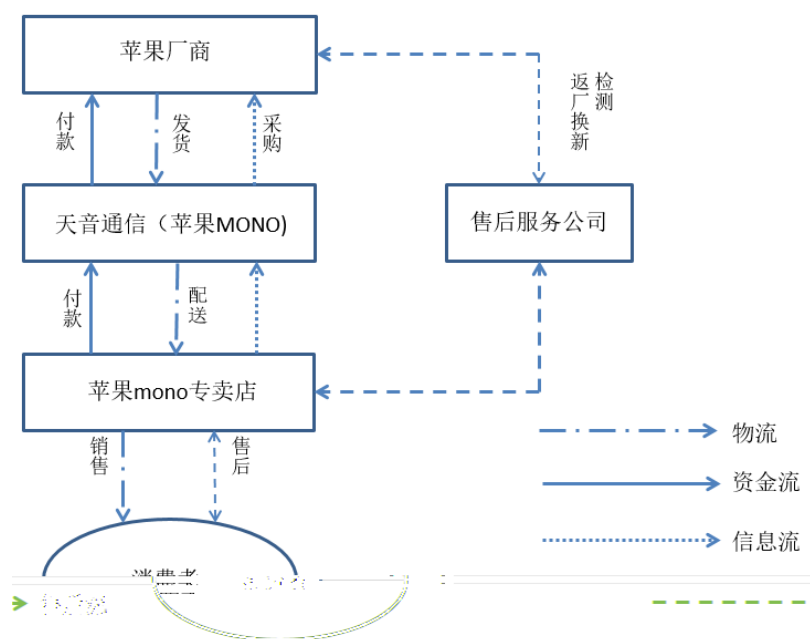 苹果厂商
付款
发货
采购
检测
返厂换新
天音通信（苹果MONO)
售后服务公司
付款
配送
苹果mono专卖店
销售
售后
物流
资金流
信息流